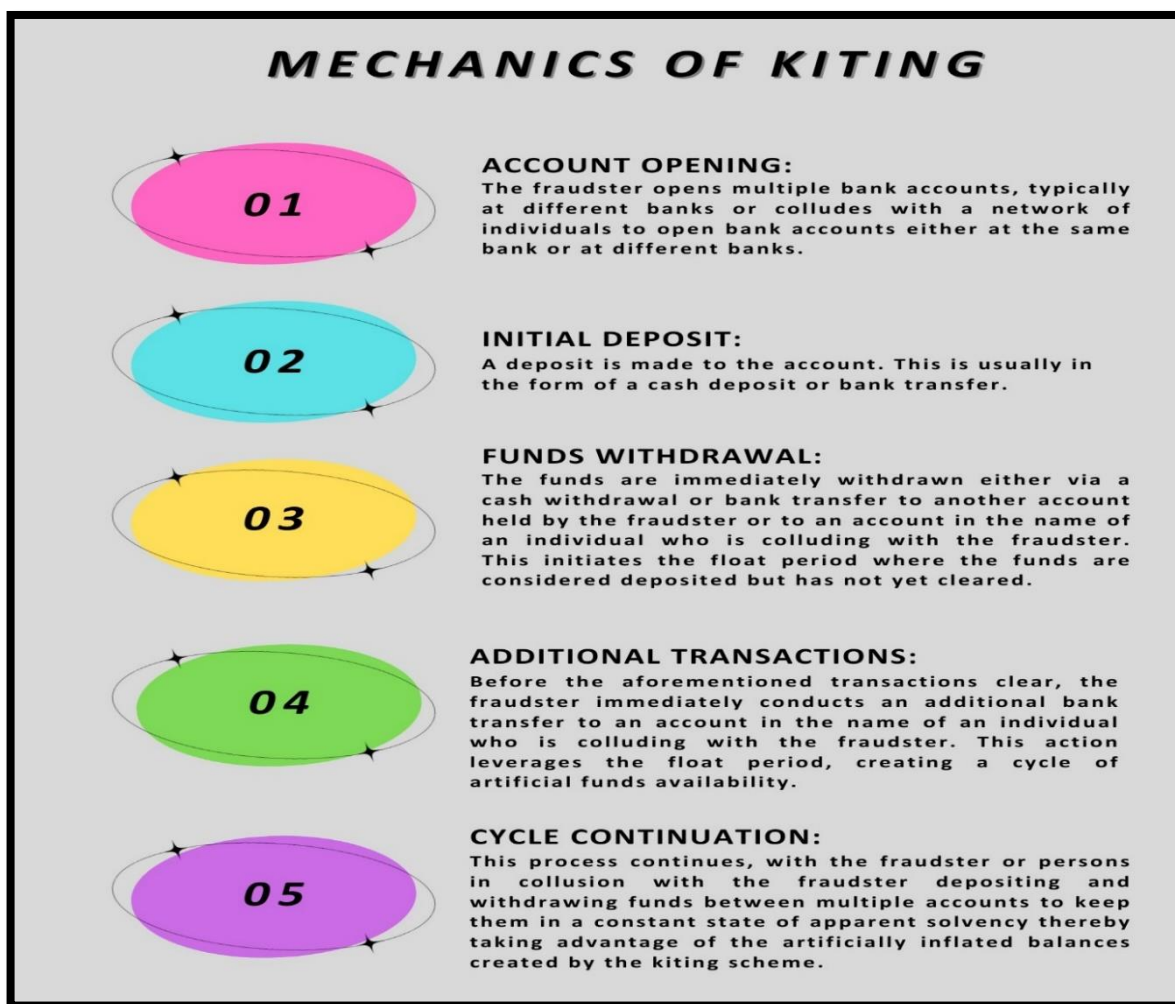 MECHANICS OF KITING
01
ACCOUNT OPENING:
The fraudster opens multiple bank accounts, typically
at different banks or colludes with a network of
individuals to open bank accounts either at the same
bank or at different banks.
02
INITIAL DEPOSIT:
A deposit is made to the account. This is usually in
the form of a cash deposit or bank transfer.
03
FUNDS WITHDRAWAL:
The funds are immediately withdrawn either via a
cash withdrawal or bank transfer to another account
held by the fraudster or to an account in the name of
an individual who is colluding with the fraudster.
This initiates the float period where the funds are
considered deposited but has not yet cleared.
04
ADDITIONAL TRANSACTIONS:
Before the aforementioned transactions clear, the
fraudster immediately conducts an additional bank
transfer to an account in the name of an individual
who is colluding with the fraudster. This action
leverages the float period, creating a cycle of
artificial funds availability.
05
CYCLE CONTINUATION:
This process continues, with the fraudster or persons
in collusion with the fraudster depositing and
withdrawing funds between multiple accounts to keep
them in a constant state of apparent solvency thereby
taking advantage of the artificially inflated balances
created by the kiting scheme.